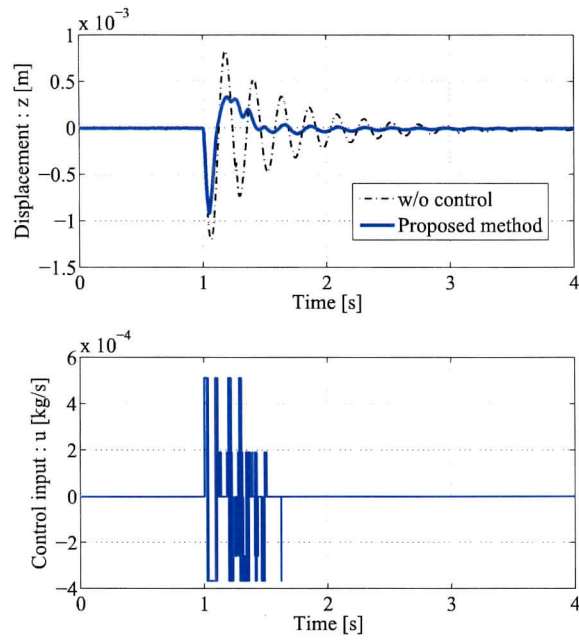 × 10⁻³
1
0.5
0
−0.5
−1
−1.5
Displacement : z [m]
w/o control
Proposed method
0 1 2 3 4
Time [s]
× 10⁻⁴
6
4
2
0
−2
−4
Control input : u [kg/s]
0 1 2 3 4
Time [s]